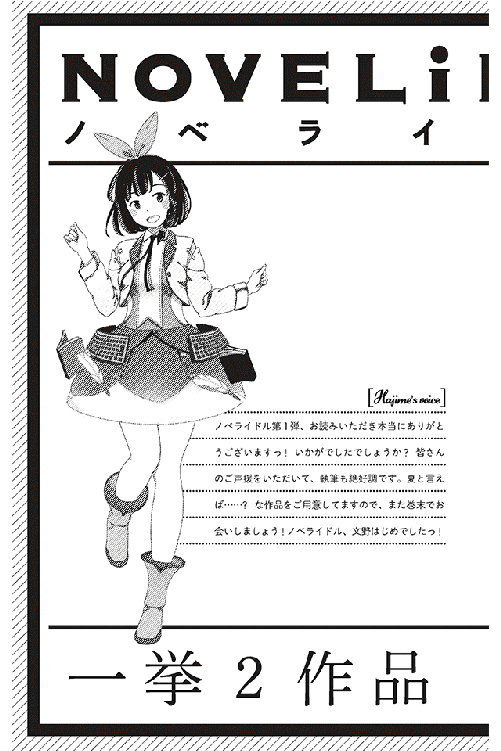 NOVELiI
ノベライ
[Hajime's voice]
ノベライドル第1弾、お読みいただき本当にありがと
うございますっ! いかがでしたでしょうか? 皆さん
のご声援をいただいて、執筆も絶好調です。夏と言え
ば……? な作品をご用意してますので、また巻末でお
会いしましょう!ノベライドル、文野はじめでしたっ!
一挙2作品